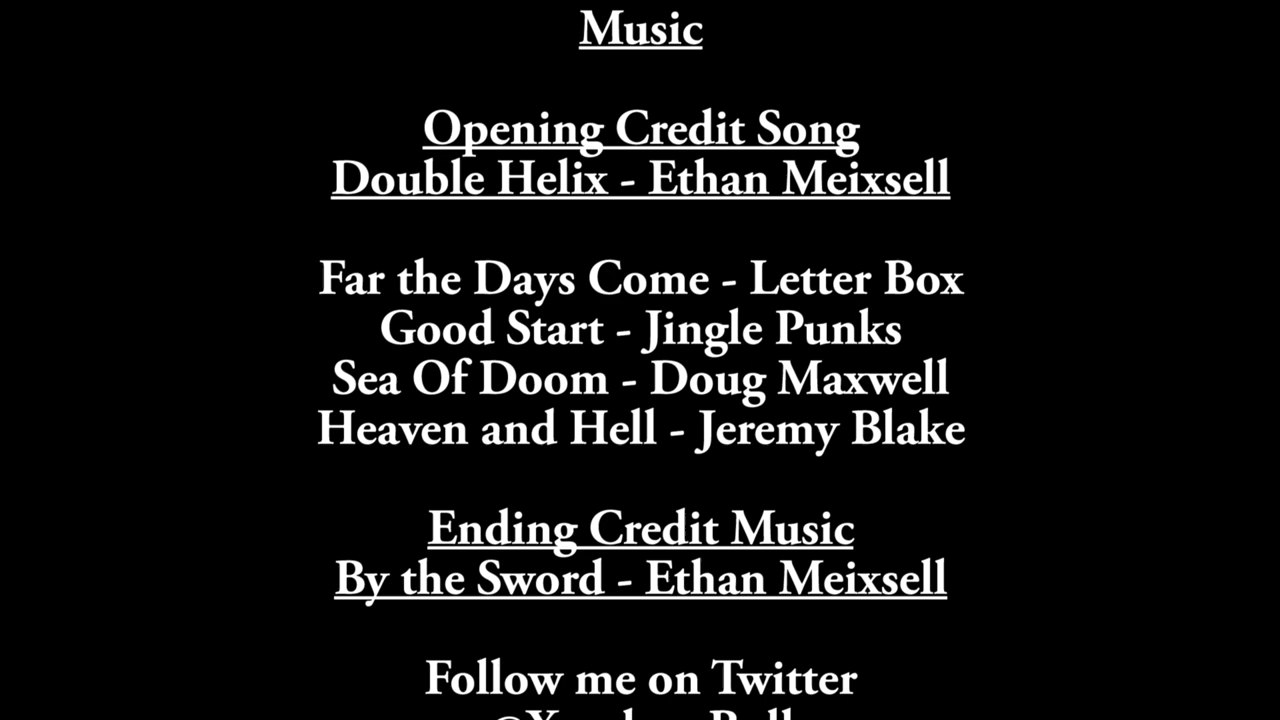 Music
Opening Credit Song
Double Helix - Ethan Meixsell
Far the Days Come - Letter Box
Good Start - Jingle Punks
Sea Of Doom - Doug Maxwell
Heaven and Hell - Jeremy Blake
Ending Credit Music
By the Sword - Ethan Meixsell
Follow me on Twitter